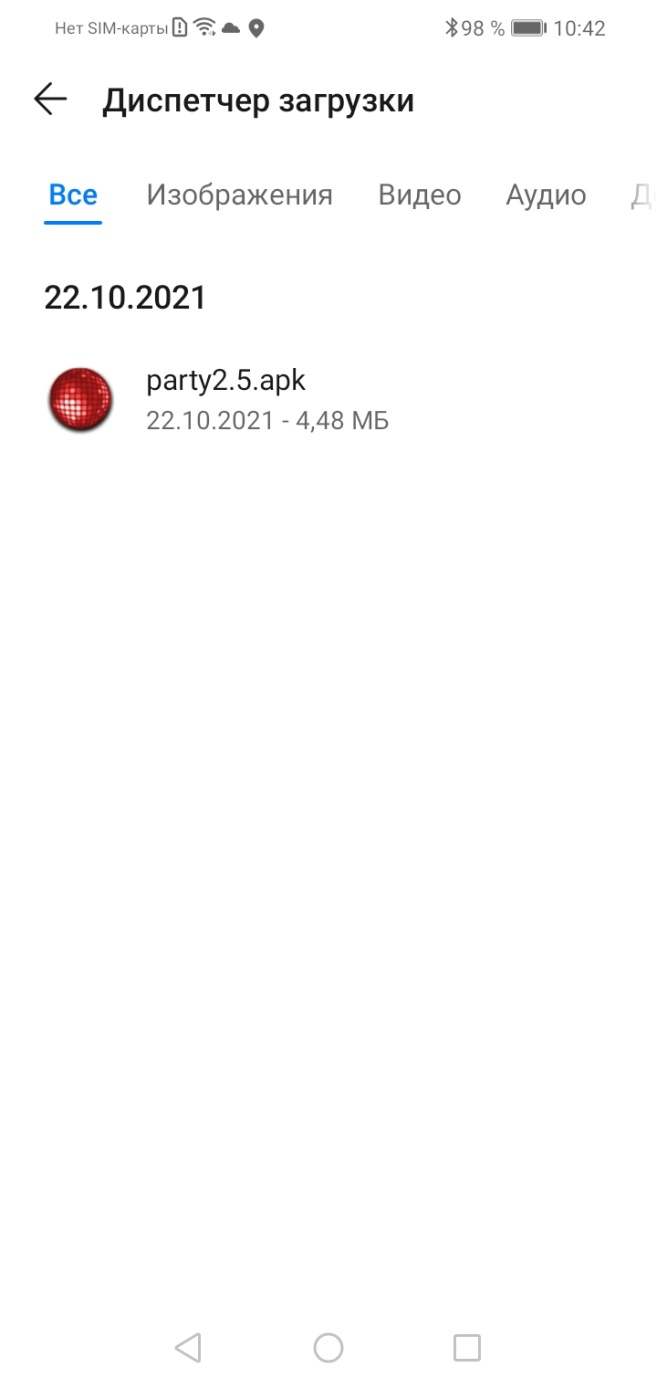 Нет SIM-карты 98 % 10:42
Диспетчер загрузки
Все Изображения Видео Аудио
22.10.2021
party2.5.apk
22.10.2021 - 4,48 МБ